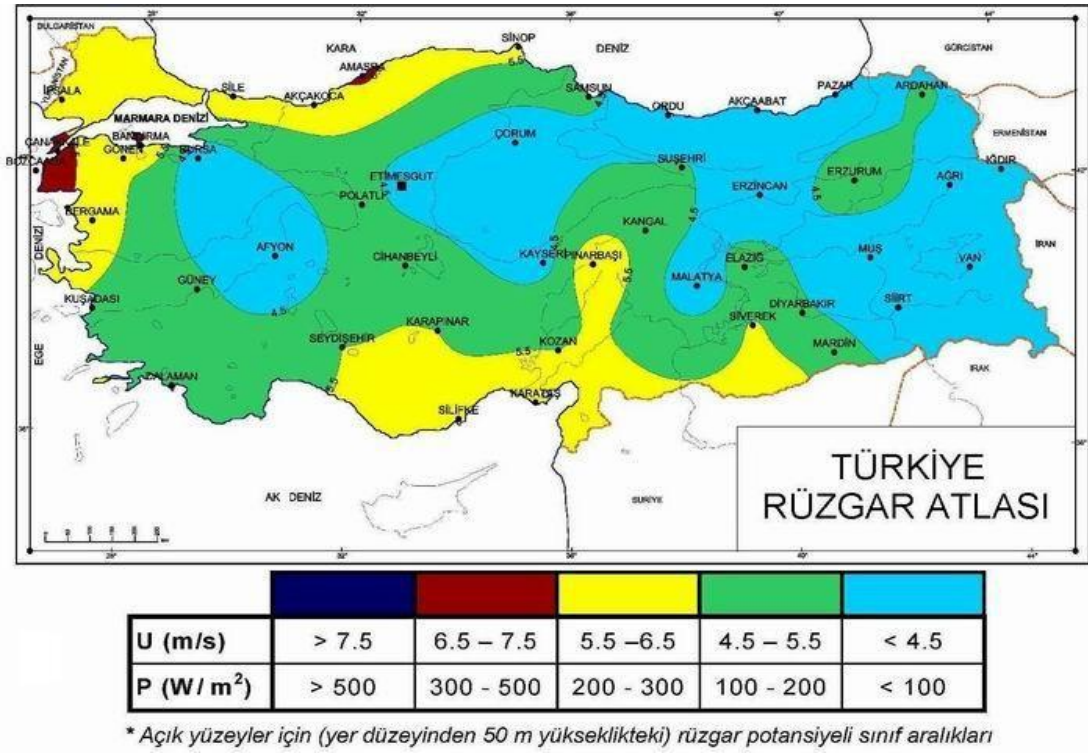 BULGARİSTAN
YUNANİSTAN
KARA
DENİZ
GÜRCİSTAN
ERMENİSTAN
İRAN
IRAK
SURİYE
AK DENİZ
EGE
DENİZİ
MARMARA DENİZİ
SİNOP
AMASRA
İPSALA
ŞİLE
AKÇAKOCA
SAMSUN
ORDU
AKÇAABAT
PAZAR
ARDAHAN
ÇANAKKALE
BANDIRMA
BOZCAADA
GÖNEN
BURSA
ÇORUM
SUŞEHRİ
ERZİNCAN
ERZURUM
AĞRI
IĞDIR
ETİMESGUT
POLATLI
BERGAMA
AFYON
CİHANBEYLİ
KAYSERİ
PINARBAŞI
KANGAL
MALATYA
ELAZIĞ
MUŞ
VAN
GÜNEY
KUŞADASI
DİYARBAKIR
SİİRT
SİVEREK
MARDİN
SEYDİŞEHİR
KARAPINAR
KOZAN
DALAMAN
SİLİFKE
KARATAŞ
TÜRKİYE
RÜZGAR ATLASI
U (m/s) > 7.5 6.5 – 7.5 5.5 –6.5 4.5 – 5.5 < 4.5
P (W/ m²) > 500 300 - 500 200 - 300 100 - 200 < 100
* Açık yüzeyler için (yer düzeyinden 50 m yükseklikteki) rüzgar potansiyeli sınıf aralıkları